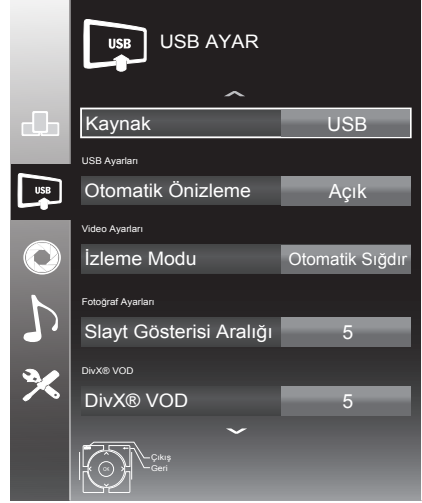 USB
USB AYAR
Kaynak USB
USB Ayarları
USB
Otomatik Önizleme Açık
Video Ayarları
İzleme Modu Otomatik Sığdır
Fotoğraf Ayarları
Slayt Gösterisi Aralığı 5
DivX® VOD
DivX® VOD 5
Çıkış
OK
Geri